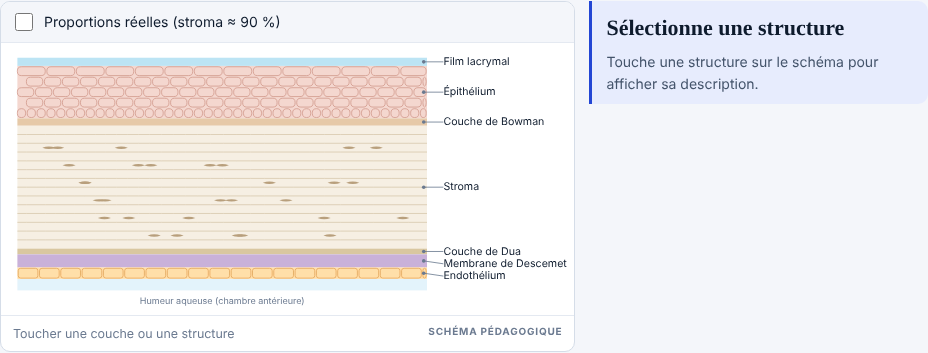 Proportions réelles (stroma ≈ 90 %)
Film lacrymal
Épithélium
Couche de Bowman
Stroma
Couche de Dua
Membrane de Descemet
Endothélium
Humeur aqueuse (chambre antérieure)
Toucher une couche ou une structure
SCHÉMA PÉDAGOGIQUE
Sélectionne une structure
Touche une structure sur le schéma pour
afficher sa description.